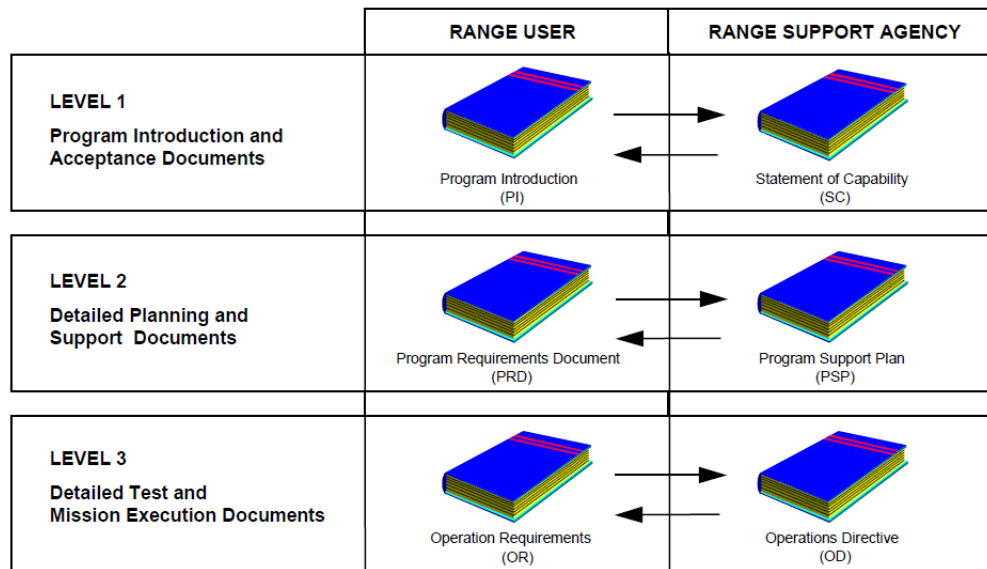 RANGE USER
RANGE SUPPORT AGENCY
LEVEL 1
Program Introduction and
Acceptance Documents
Program Introduction
(PI)
Statement of Capability
(SC)
LEVEL 2
Detailed Planning and
Support Documents
Program Requirements Document
(PRD)
Program Support Plan
(PSP)
LEVEL 3
Detailed Test and
Mission Execution Documents
Operation Requirements
(OR)
Operations Directive
(OD)